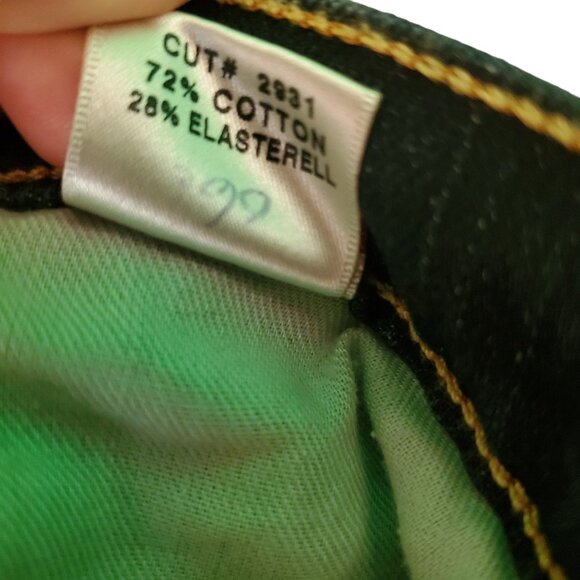 CUT# 2931
72% COTTON
28% ELASTERELL